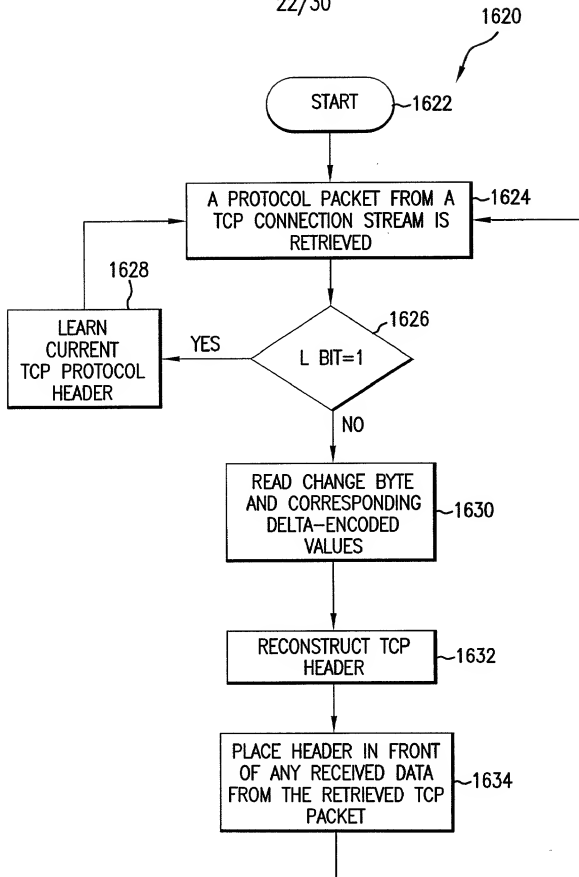 22/30
1620
START
1622
A PROTOCOL PACKET FROM A
TCP CONNECTION STREAM IS
RETRIEVED
1624
1628
LEARN
CURRENT
TCP PROTOCOL
HEADER
YES
L BIT=1
1626
NO
READ CHANGE BYTE
AND CORRESPONDING
DELTA-ENCODED
VALUES
1630
RECONSTRUCT TCP
HEADER
1632
PLACE HEADER IN FRONT
OF ANY RECEIVED DATA
FROM THE RETRIEVED TCP
PACKET
1634